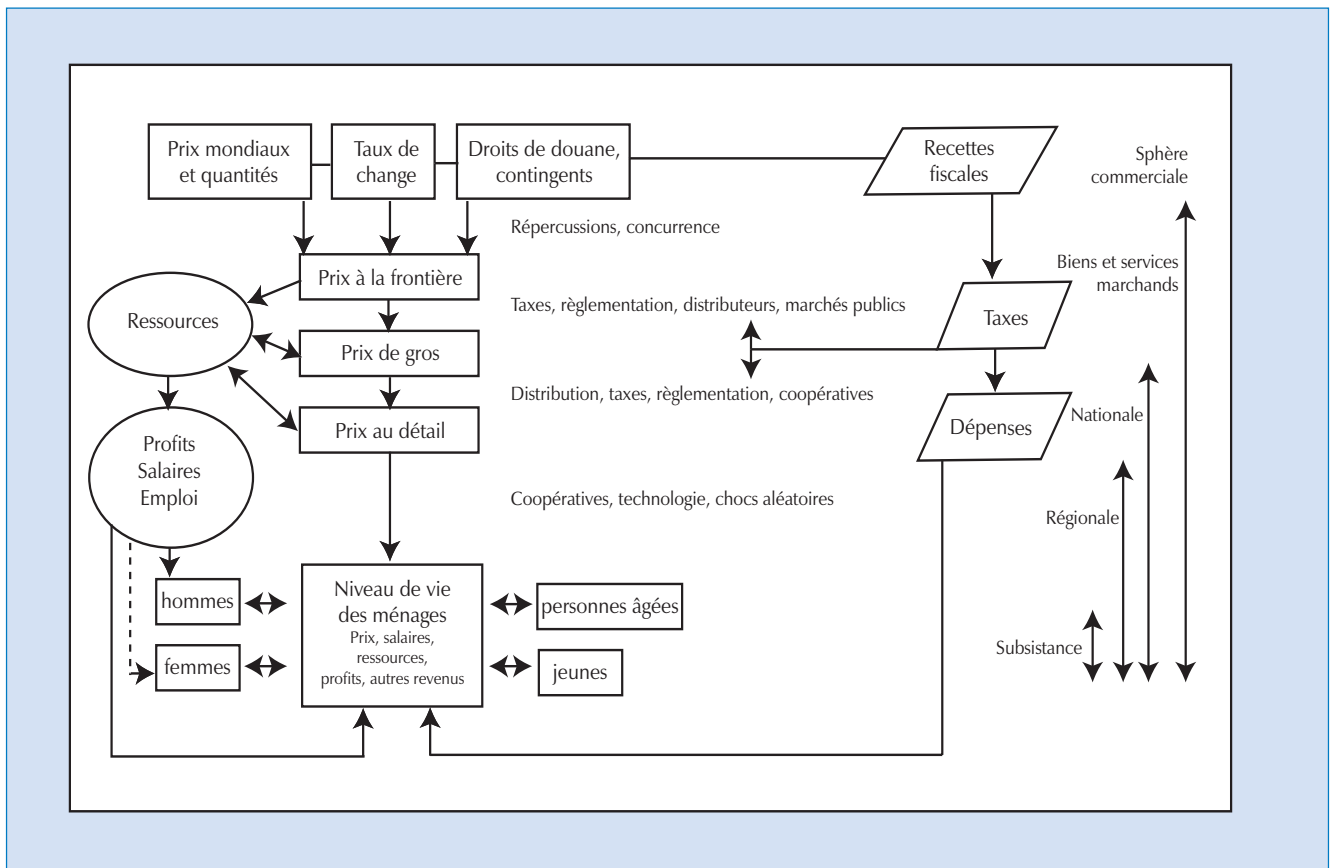 Prix mondiaux
et quantités
Taux de
change
Droits de douane,
contingents
Recettes
fiscales
Sphère
commerciale
Répercussions, concurrence
Prix à la frontière
Biens et services
marchands
Ressources
Taxes, règlementation, distributeurs, marchés publics
Taxes
Prix de gros
Distribution, taxes, règlementation, coopératives
Nationale
Prix au détail
Dépenses
Profits
Salaires
Emploi
Coopératives, technologie, chocs aléatoires
Régionale
hommes
Niveau de vie
des ménages
Prix, salaires,
ressources,
profits, autres revenus
personnes âgées
femmes
jeunes
Subsistance